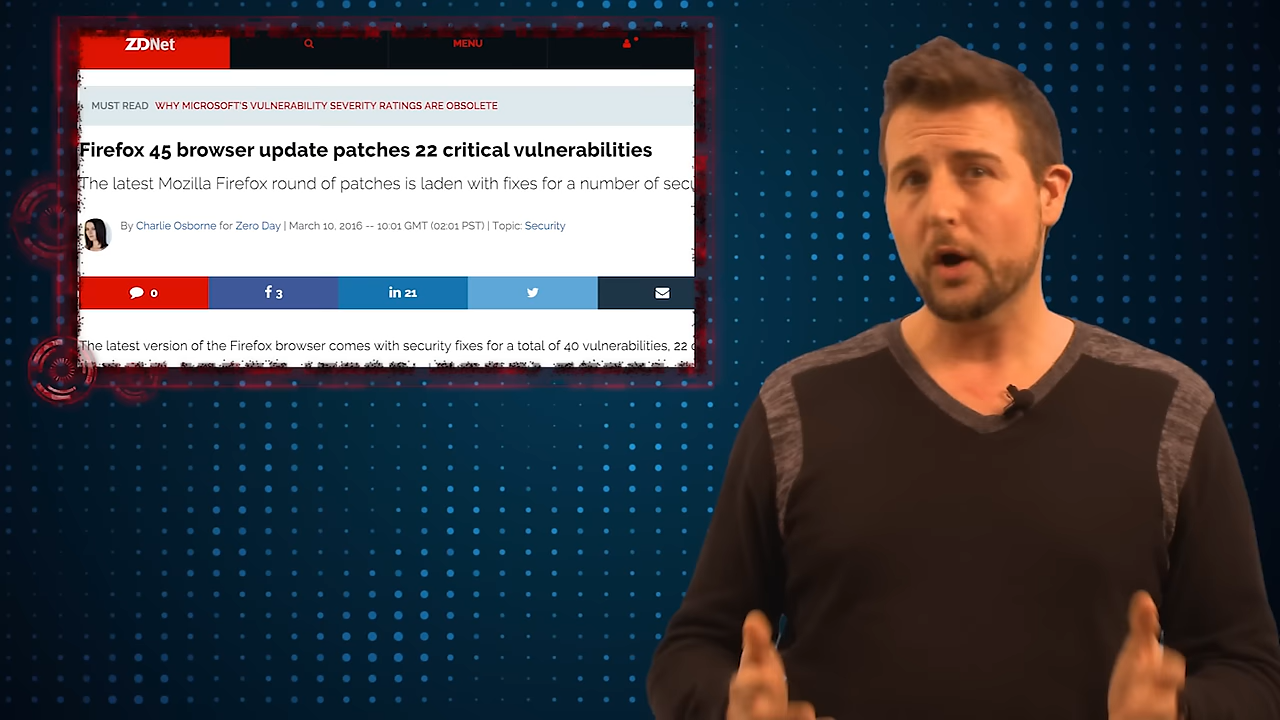 ZDNet
MENU
MUST READ WHY MICROSOFT'S VULNERABILITY SEVERITY RATINGS ARE OBSOLETE
Firefox 45 browser update patches 22 critical vulnerabilities
The latest Mozilla Firefox round of patches is laden with fixes for a number of secu
By Charlie Osborne for Zero Day | March 10, 2016 -- 10:01 GMT (02:01 PST) | Topic: Security
0
f 3
in 21
The latest version of the Firefox browser comes with security fixes for a total of 40 vulnerabilities, 22